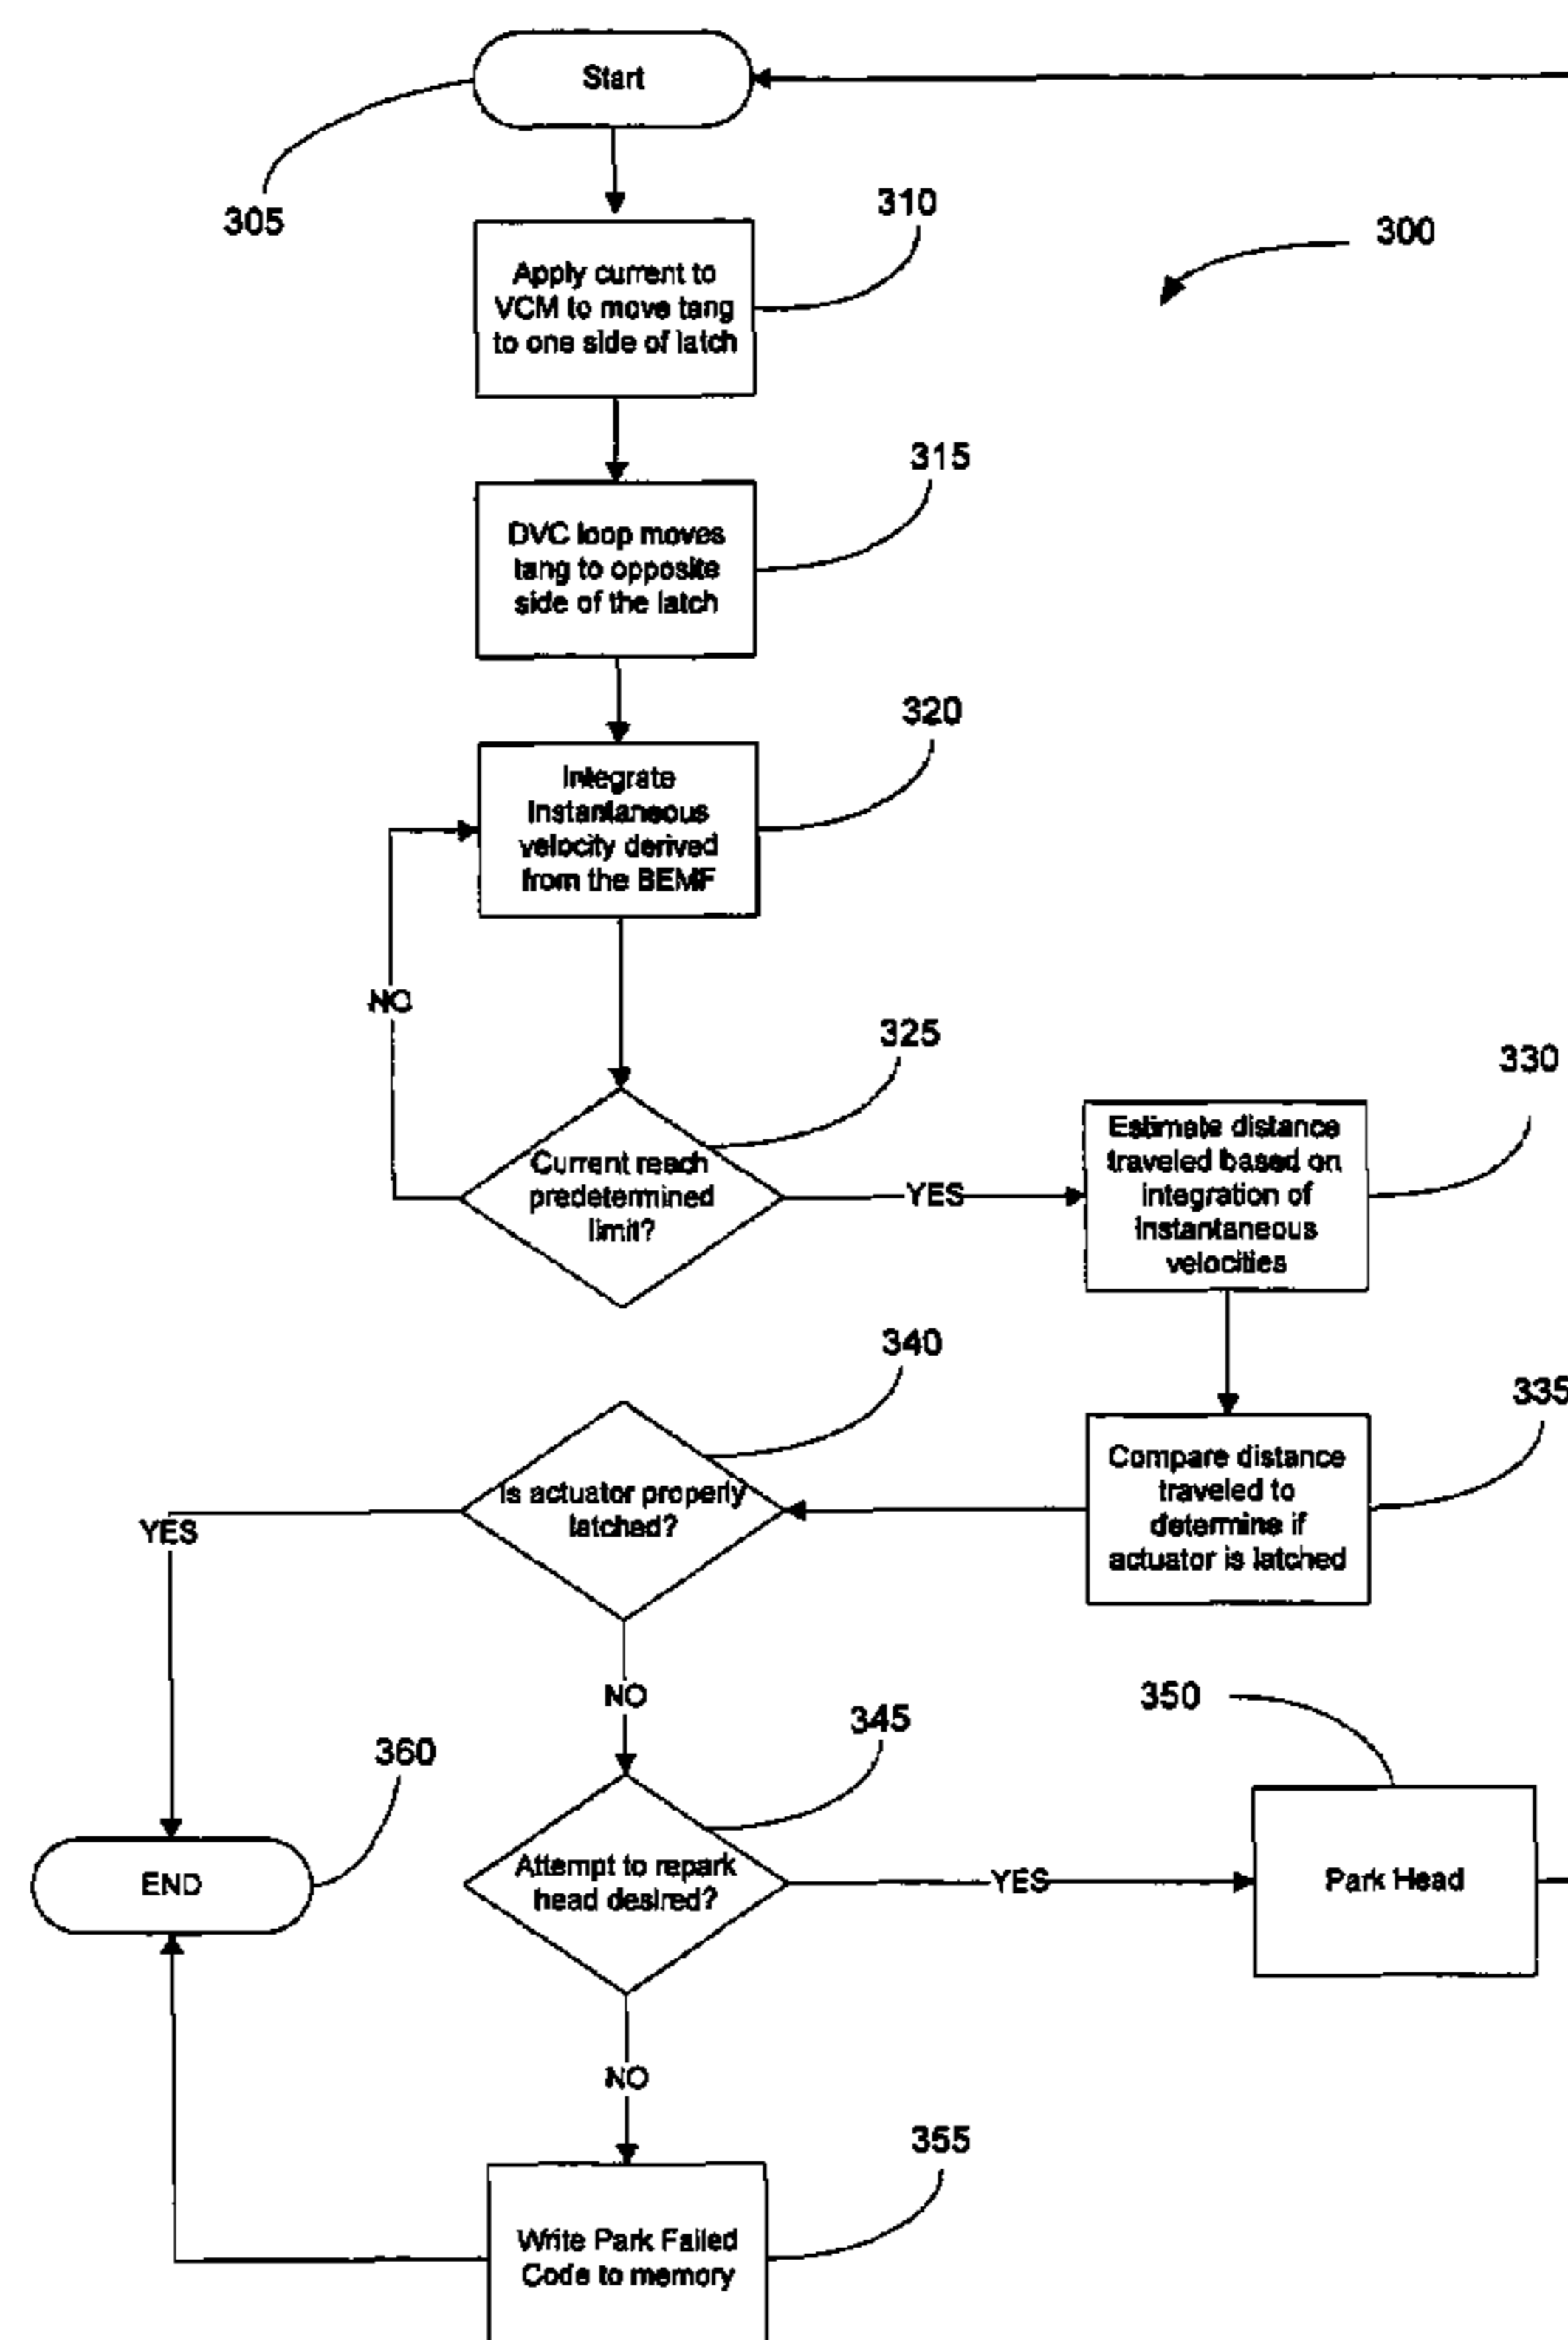 Start
305
310
300
Apply current to
VCM to move tang
to one side of latch
315
DVC loop moves
tang to opposite
side of the latch
320
Integrate
Instantaneous
velocity derived
from the BEMF
NO
325
330
Current reach
predetermined
limit?
YES
Estimate distance
traveled based on
integration of
instantaneous
velocities
340
335
Is actuator properly
latched?
Compare distance
traveled to
determine if
actuator is latched
YES
NO
345
350
360
END
Attempt to repark
head desired?
YES
Park Head
NO
355
Write Park Failed
Code to memory